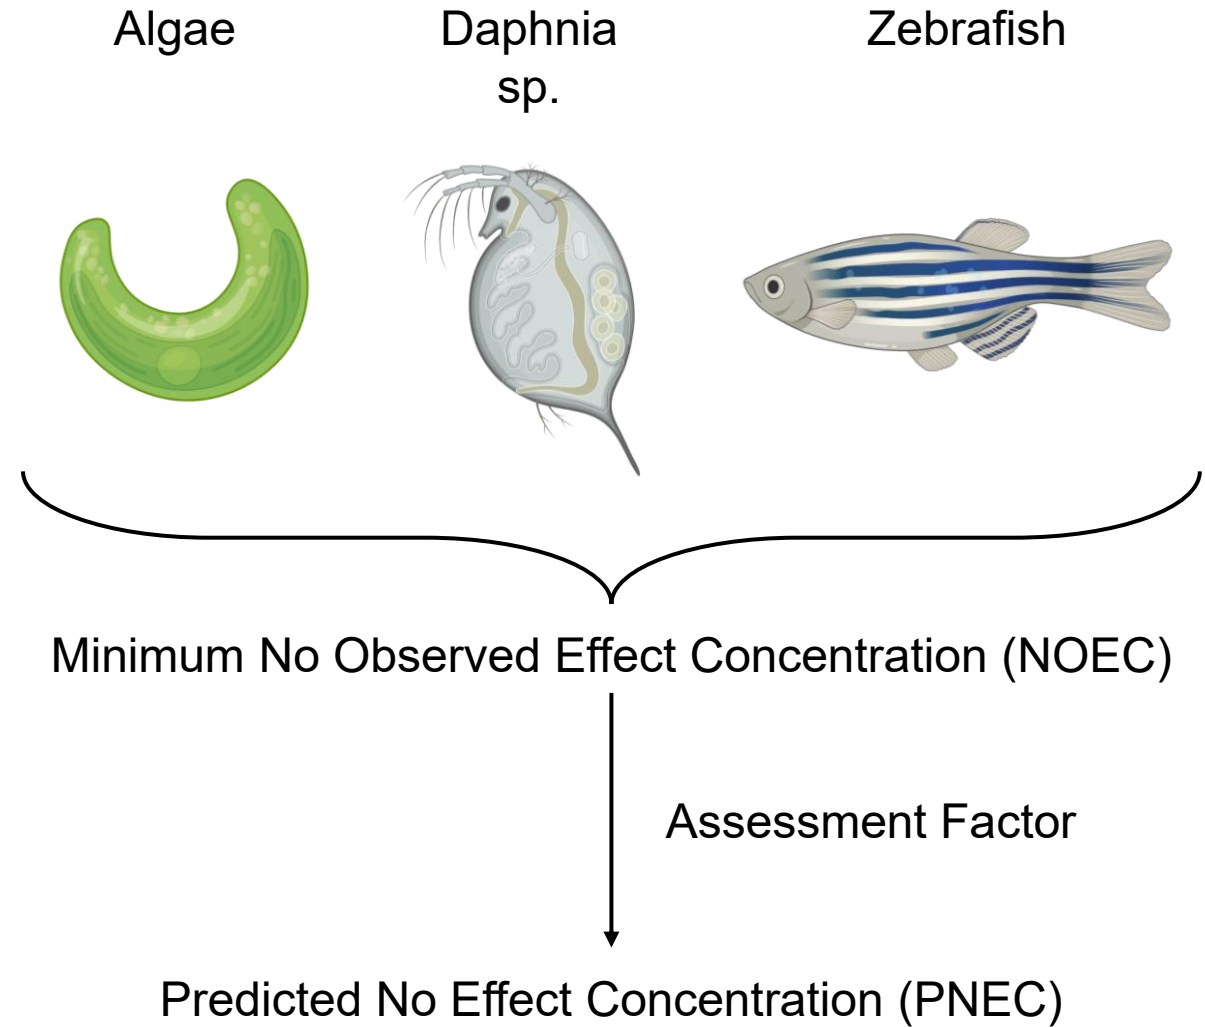 Algae
Daphnia
sp.
Zebrafish
Minimum No Observed Effect Concentration (NOEC)
Assessment Factor
Predicted No Effect Concentration (PNEC)